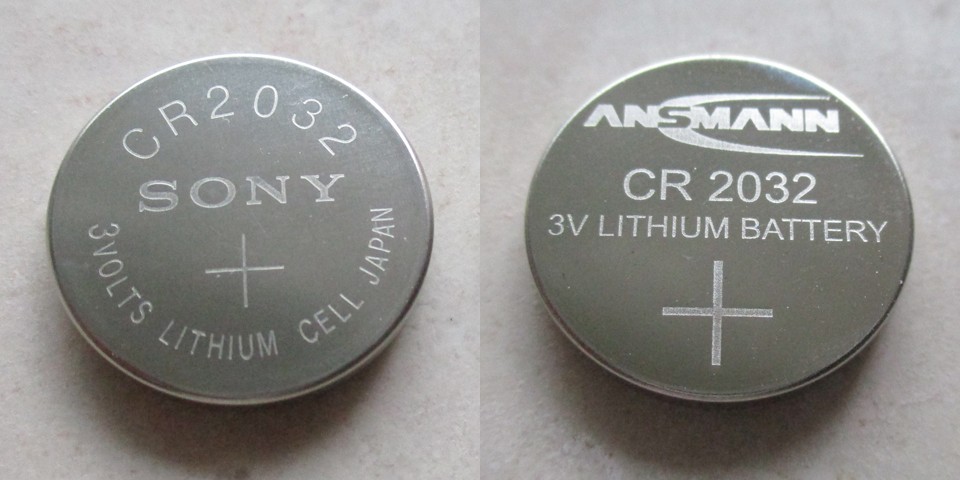 CR2032
SONY
3VOLTS LITHIUM CELL JAPAN
ANSMANN
CR 2032
3V LITHIUM BATTERY